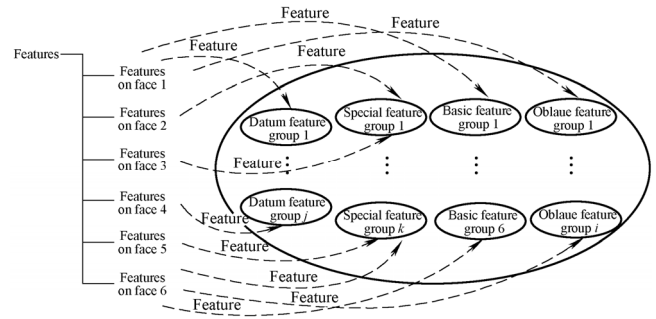 Feature
Feature
Feature
Features
Feature
Features
on face 1
Features
on face 2
Features
on face 3
Features
on face 4
Features
on face 5
Features
on face 6
Datum feature
group 1
Special feature
group 1
Basic feature
group 1
Oblaue feature
group 1
Feature
Datum feature
group j
Special feature
group k
Basic feature
group 6
Oblaue feature
group i
Feature
Feature
Feature
Feature